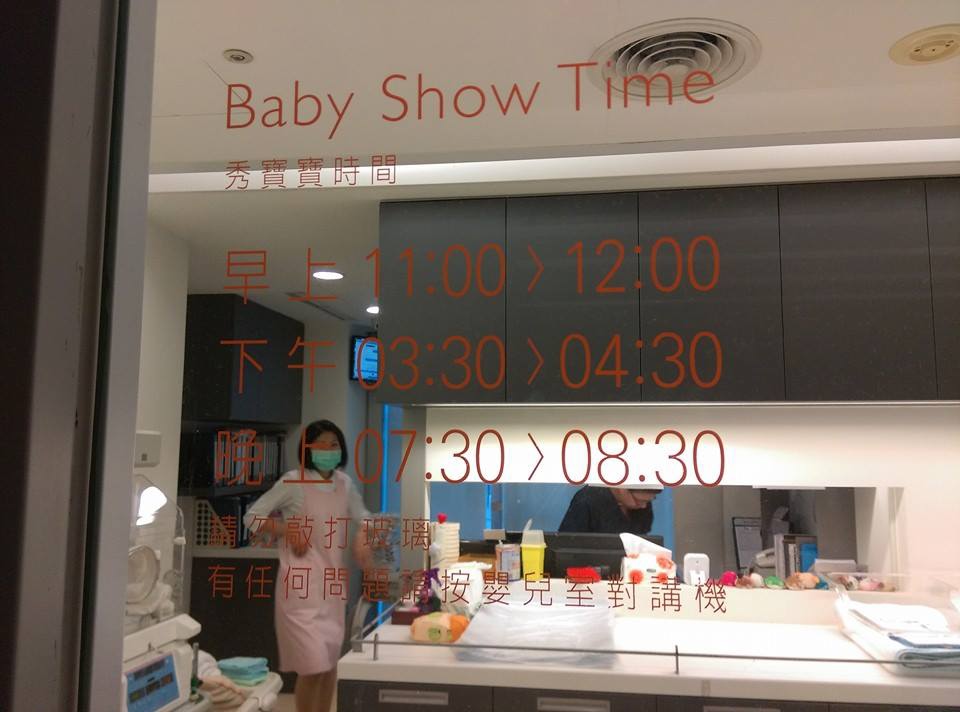 Baby Show Time
秀寶寶時間
早上 11:00 > 12:00
下午 03:30 > 04:30
晚上 07:30 > 08:30
請勿敲打玻璃
有任何問題請按嬰兒室對講機